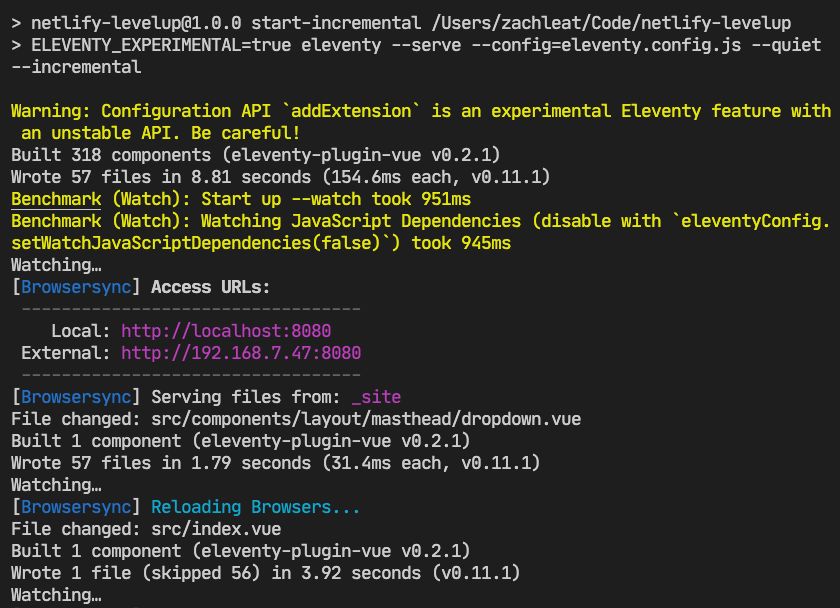 > netlify-levelup@1.0.0 start-incremental /Users/zachleat/Code/netlify-levelup
> ELEVENTY_EXPERIMENTAL=true eleventy --serve --config=eleventy.config.js --quiet
--incremental
Warning: Configuration API `addExtension` is an experimental Eleventy feature with
an unstable API. Be careful!
Built 318 components (eleventy-plugin-vue v0.2.1)
Wrote 57 files in 8.81 seconds (154.6ms each, v0.11.1)
Benchmark (Watch): Start up --watch took 951ms
Benchmark (Watch): Watching JavaScript Dependencies (disable with `eleventyConfig.
setWatchJavaScriptDependencies(false)`) took 945ms
Watching…
[Browsersync] Access URLs:
----------------------------------
Local: http://localhost:8080
External: http://192.168.7.47:8080
----------------------------------
[Browsersync] Serving files from: _site
File changed: src/components/layout/masthead/dropdown.vue
Built 1 component (eleventy-plugin-vue v0.2.1)
Wrote 57 files in 1.79 seconds (31.4ms each, v0.11.1)
Watching…
[Browsersync] Reloading Browsers...
File changed: src/index.vue
Built 1 component (eleventy-plugin-vue v0.2.1)
Wrote 1 file (skipped 56) in 3.92 seconds (v0.11.1)
Watching…